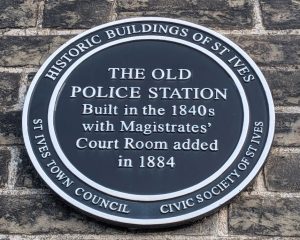 HISTORIC BUILDINGS OF ST IVES
THE OLD
POLICE STATION
Built in the 1840s
with Magistrates'
Court Room added
in 1884
ST IVES TOWN COUNCIL
CIVIC SOCIETY OF ST IVES